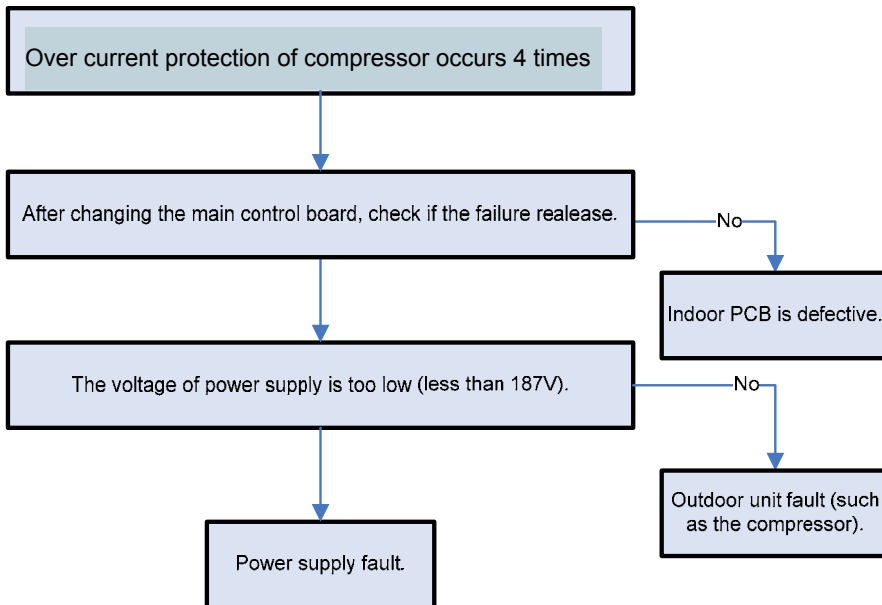 Over current protection of compressor occurs 4 times
After changing the main control board, check if the failure realease.
No
Indoor PCB is defective.
The voltage of power supply is too low (less than 187V).
No
Outdoor unit fault (such
as the compressor).
Power supply fault.